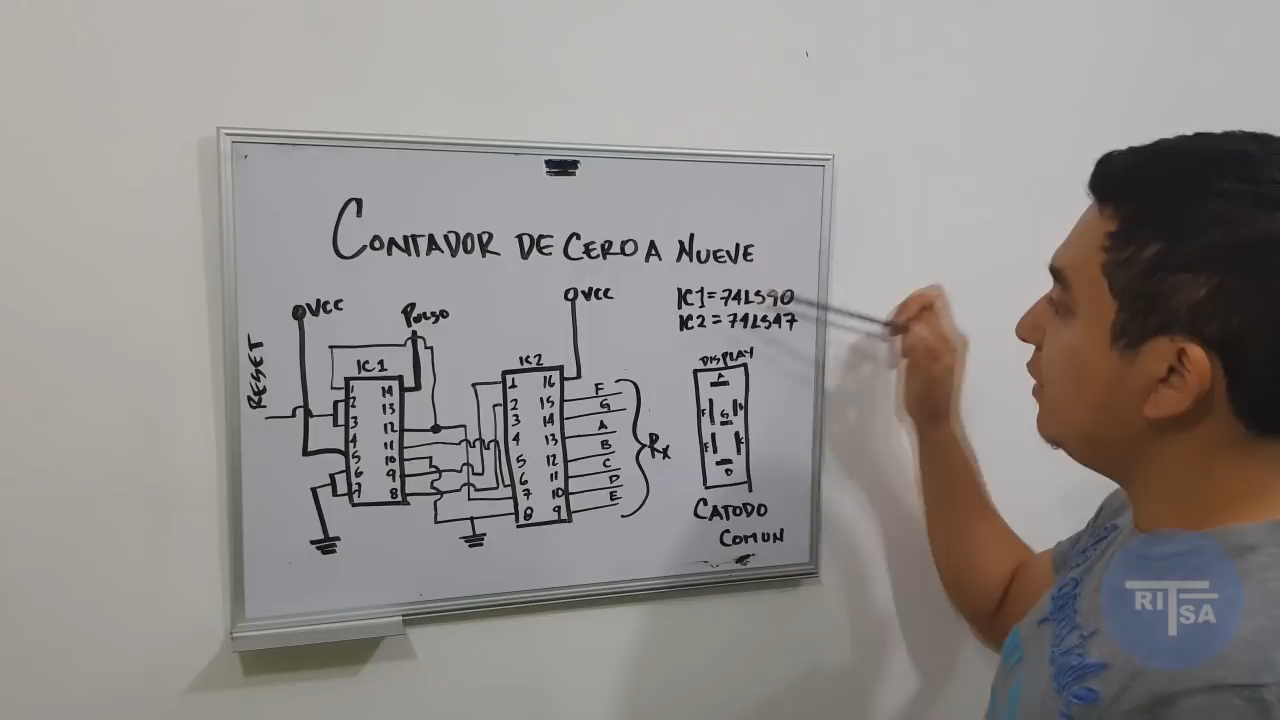 CONTADOR DE CERO A NUEVE
VCC
PULSO
VCC
IC1=74LS90
IC2=74LS47
RESET
IC1
IC2
DISPLAY
1 14
2 13
3 12
4 11
5 10
6 9
7 8
1 16
2 15
3 14
4 13
5 12
6 11
7 10
8 9
F
G
A
B
C
D
E
Rx
A
F
B
G
E
D
CATODO
COMUN
RITSA